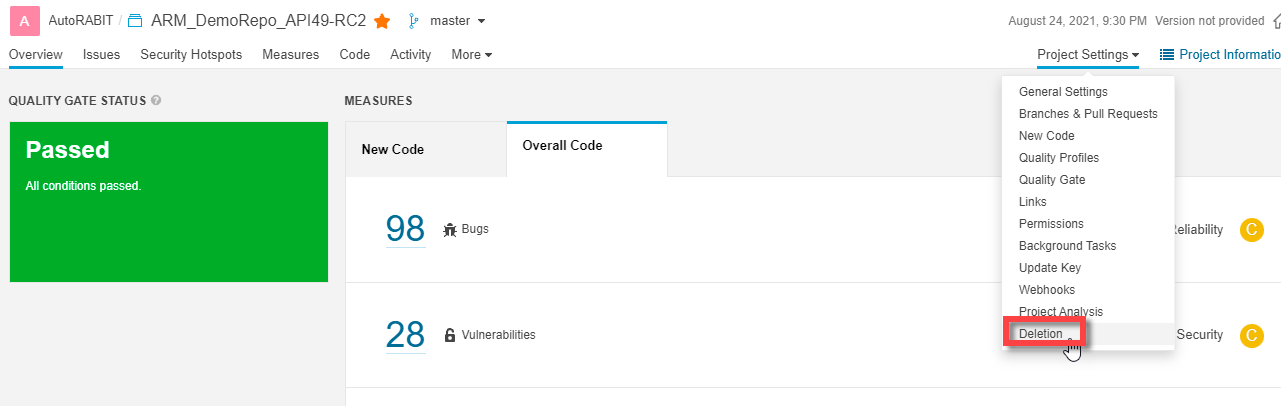 A AutoRABIT / ARM_DemoRepo_API49-RC2 master August 24, 2021, 9:30 PM Version not provided
Overview Issues Security Hotspots Measures Code Activity More Project Settings Project Informatio
QUALITY GATE STATUS ? MEASURES
Passed
All conditions passed.
New Code Overall Code
98 Bugs Reliability C
28 Vulnerabilities Security C
General Settings
Branches & Pull Requests
New Code
Quality Profiles
Quality Gate
Links
Permissions
Background Tasks
Update Key
Webhooks
Project Analysis
Deletion